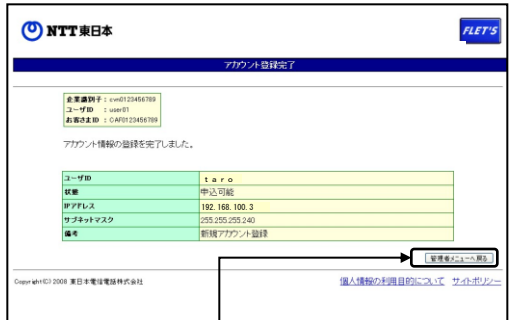 NTT東日本
FLET'S
アカウント登録完了
企業識別子：cvn0123456789
ユーザID ：user01
お客さまID ：CAF0123456789
アカウント情報の登録を完了しました。
ユーザID taro
状態 申込可能
IPアドレス 192.168.100.3
サブネットマスク 255.255.255.240
備考 新規アカウント登録
管理者メニューへ戻る
Copyright(C) 2008 東日本電信電話株式会社 個人情報の利用目的について サイトポリシー